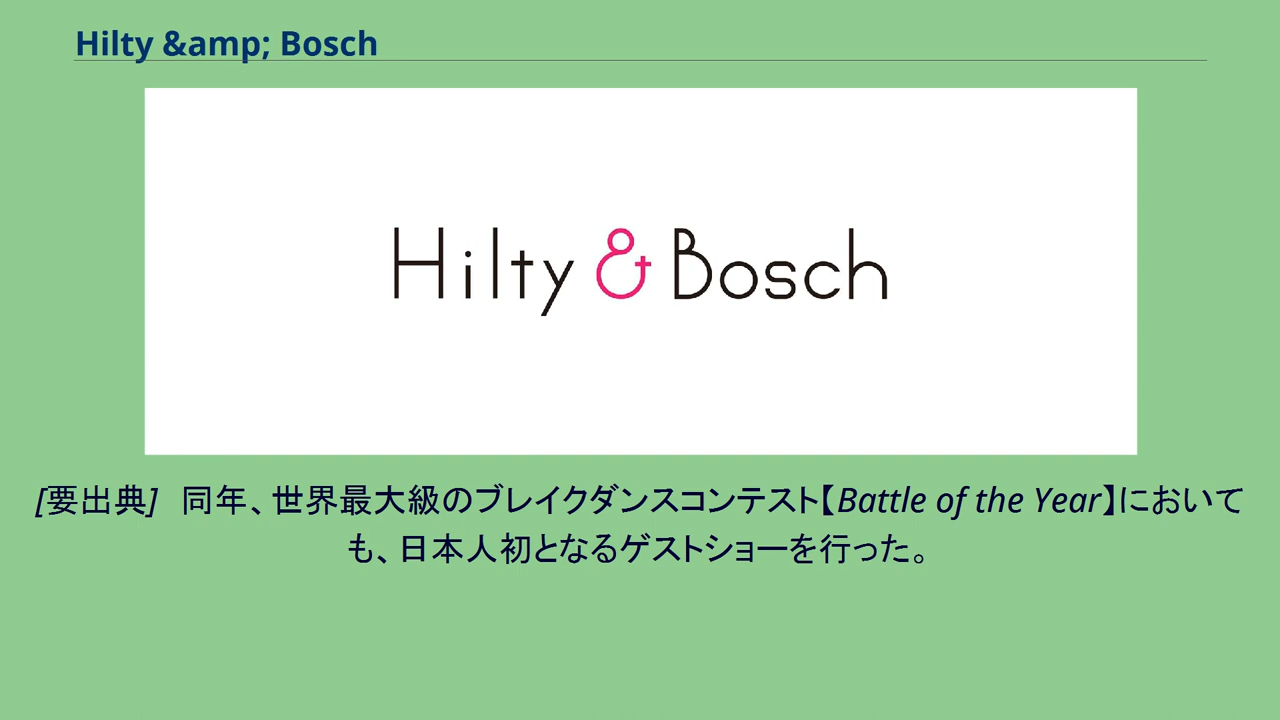 Hilty &amp; Bosch
Hilty & Bosch
[要出典]　同年、世界最大級のブレイクダンスコンテスト【Battle of the Year】において
も、日本人初となるゲストショーを行った。